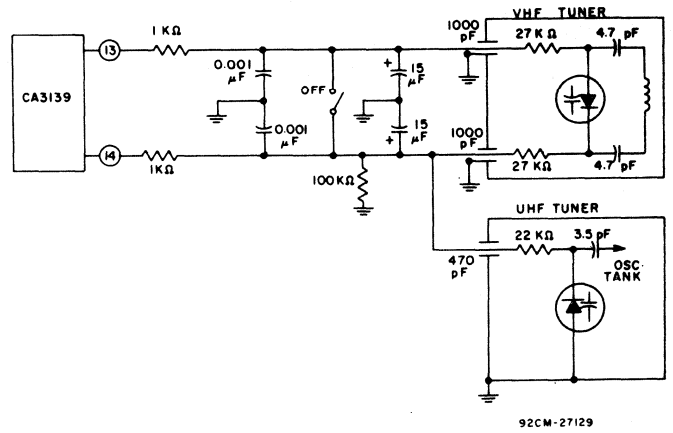 VHF TUNER
1000
pF
27 KΩ
4.7 pF
1 KΩ
13
0.001
μF
OFF
+
15
μF
CA3139
0.001
μF
15
μF
+
1000
pF
14
1KΩ
27 KΩ
4.7 pF
100KΩ
UHF TUNER
22 KΩ
3.5 pF
OSC.
TANK
470
pF
92CM-27129